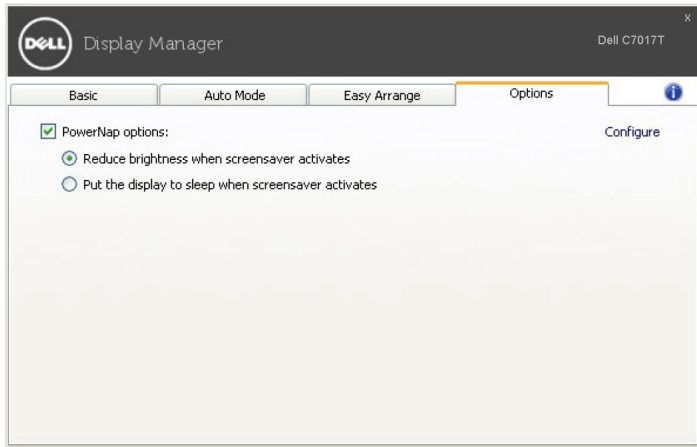 x
DELL Display Manager Dell C7017T
Basic Auto Mode Easy Arrange Options i
PowerNap options: Configure
Reduce brightness when screensaver activates
Put the display to sleep when screensaver activates